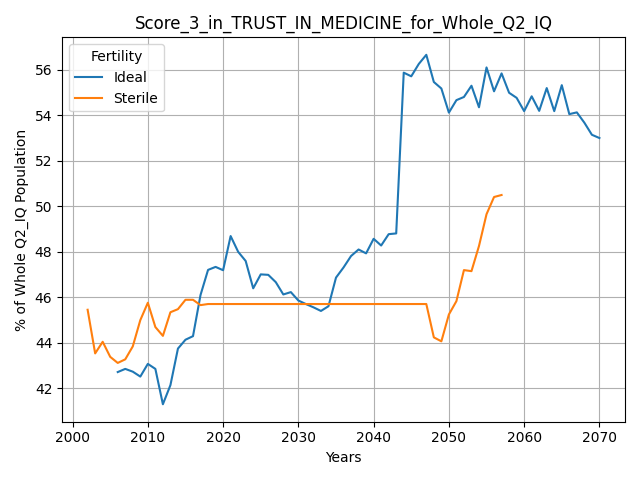 Score_3_in_TRUST_IN_MEDICINE_for_Whole_Q2_IQ
Fertility
Ideal
Sterile
% of Whole Q2_IQ Population
56
54
52
50
48
46
44
42
2000 2010 2020 2030 2040 2050 2060 2070
Years